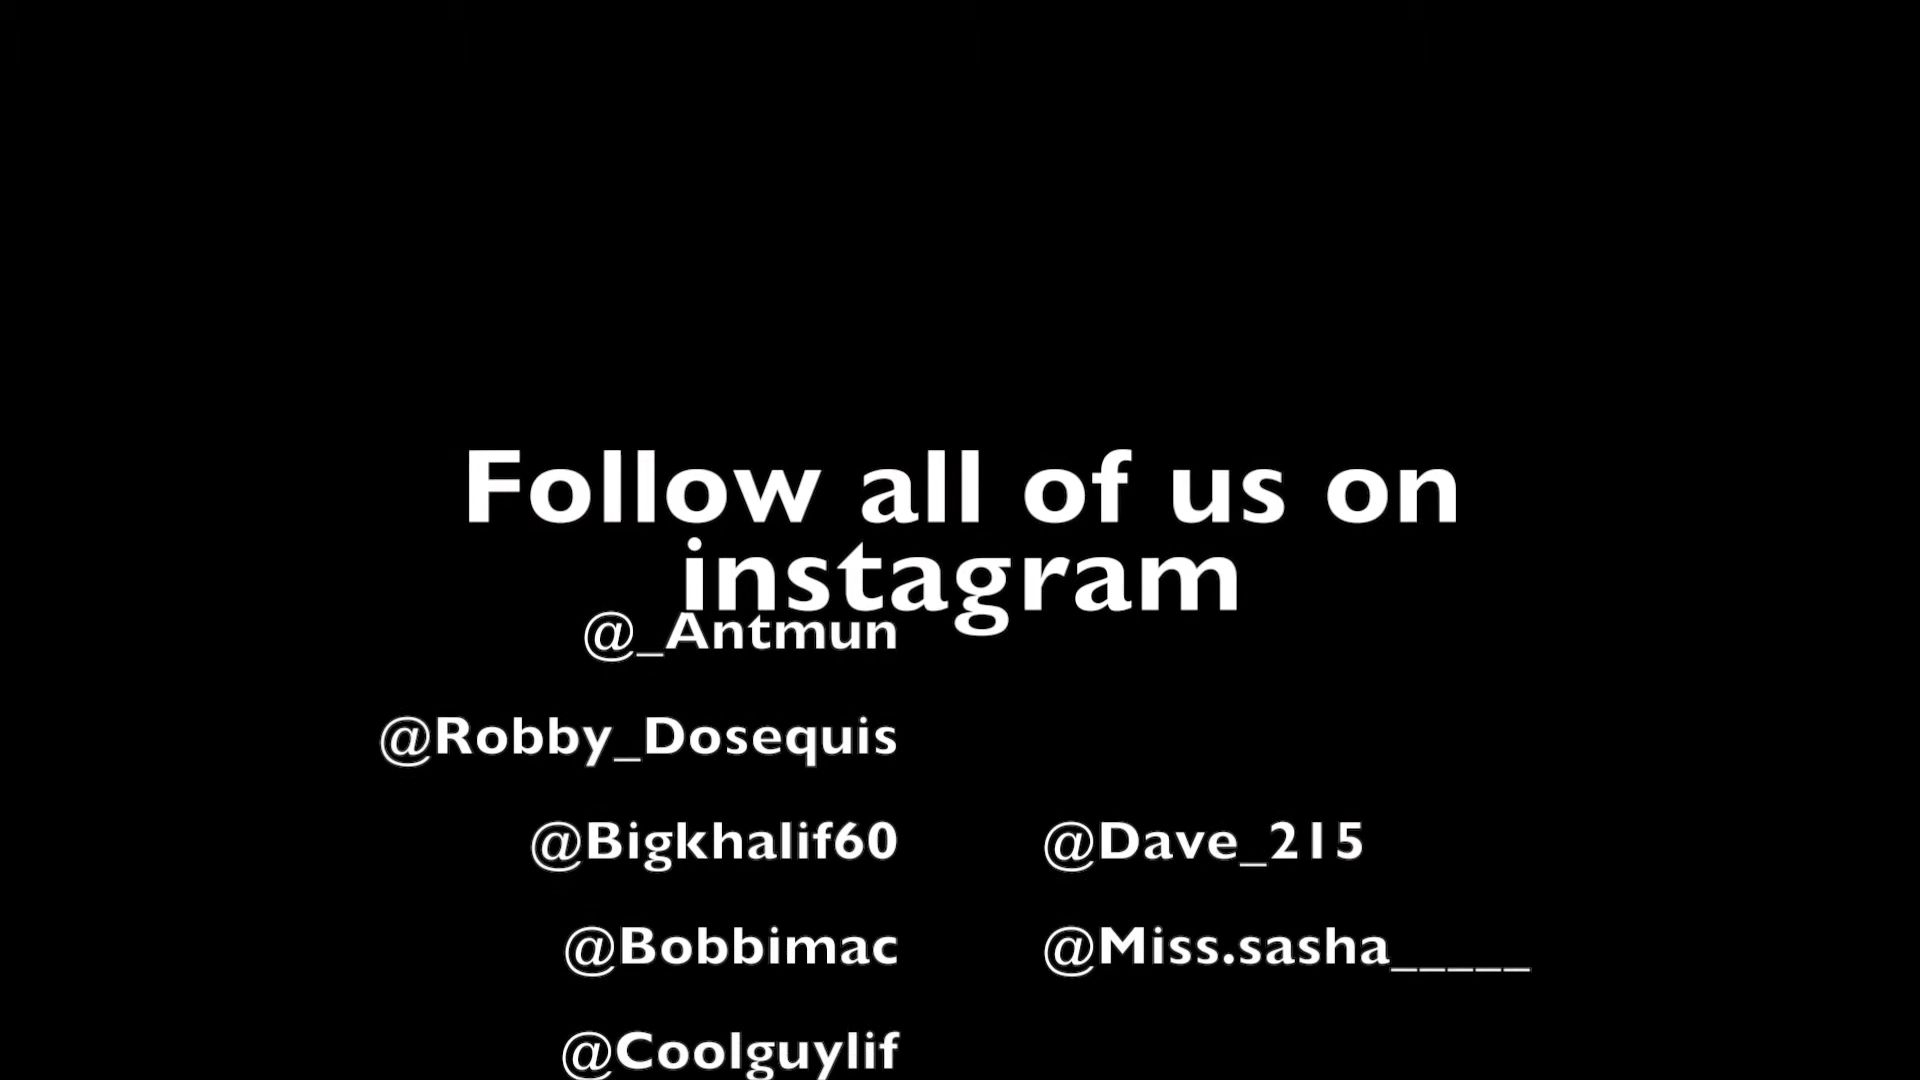 Follow all of us on
instagram
@_Antmun
@Robby_Dosequis
@Bigkhalif60 @Dave_215
@Bobbimac @Miss.sasha_____
@Coolguylif